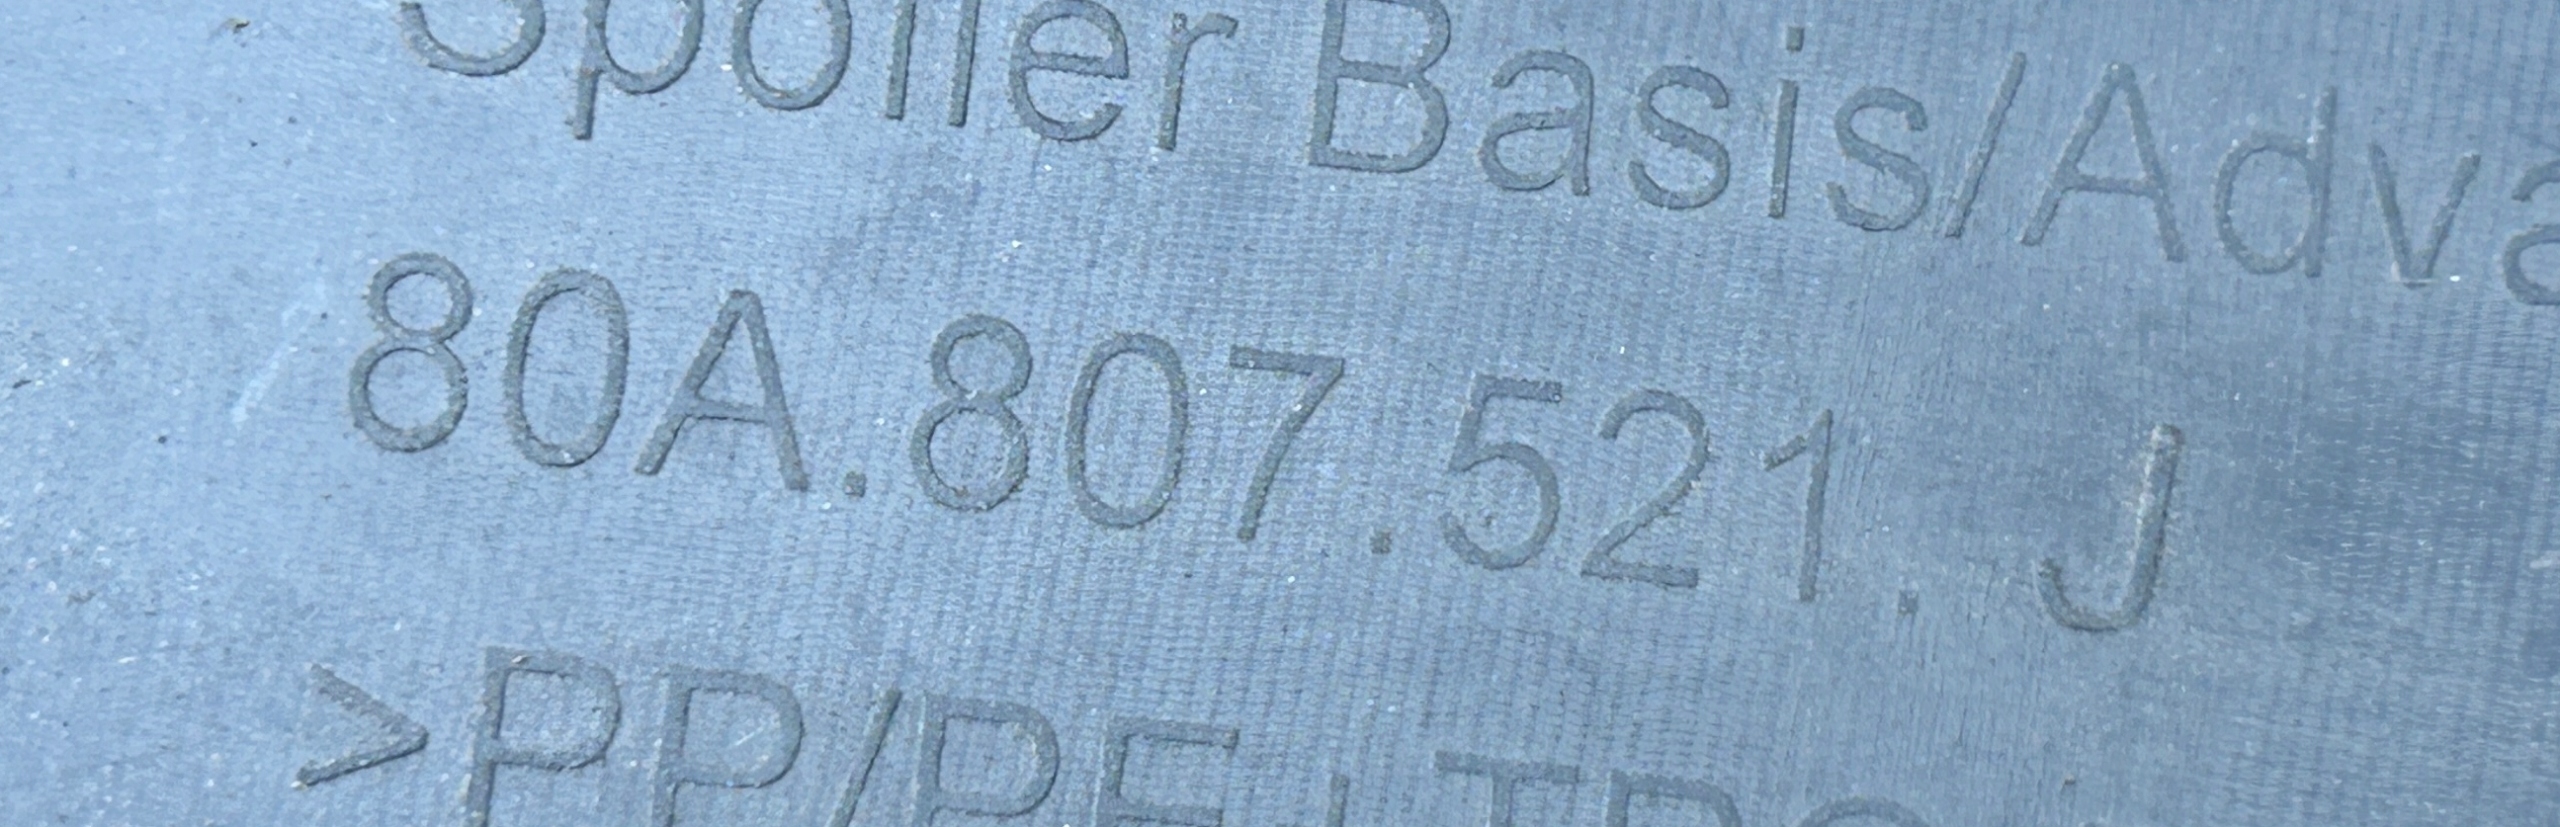 Spoiler Basis/Adva
80A.807.521. J
>PP/PE